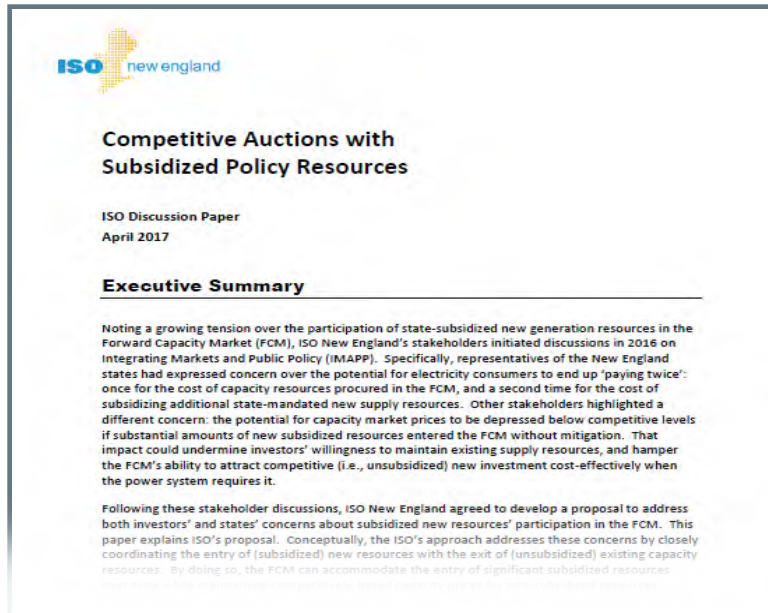 ISO new england
Competitive Auctions with
Subsidized Policy Resources
ISO Discussion Paper
April 2017
Executive Summary
Noting a growing tension over the participation of state-subsidized new generation resources in the
Forward Capacity Market (FCM), ISO New England's stakeholders initiated discussions in 2016 on
Integrating Markets and Public Policy (IMAPP). Specifically, representatives of the New England
states had expressed concern over the potential for electricity consumers to end up 'paying twice':
once for the cost of capacity resources procured in the FCM, and a second time for the cost of
subsidizing additional state-mandated new supply resources. Other stakeholders highlighted a
different concern: the potential for capacity market prices to be depressed below competitive levels
if substantial amounts of new subsidized resources entered the FCM without mitigation. That
impact could undermine investors' willingness to maintain existing supply resources, and hamper
the FCM's ability to attract competitive (i.e., unsubsidized) new investment cost-effectively when
the power system requires it.
Following these stakeholder discussions, ISO New England agreed to develop a proposal to address
both investors' and states' concerns about subsidized new resources' participation in the FCM. This
paper explains ISO's proposal. Conceptually, the ISO's approach addresses these concerns by closely
coordinating the entry of (subsidized) new resources with the exit of (unsubsidized) existing capacity
resources. By doing so, the FCM can accommodate the entry of significant subsidized resources